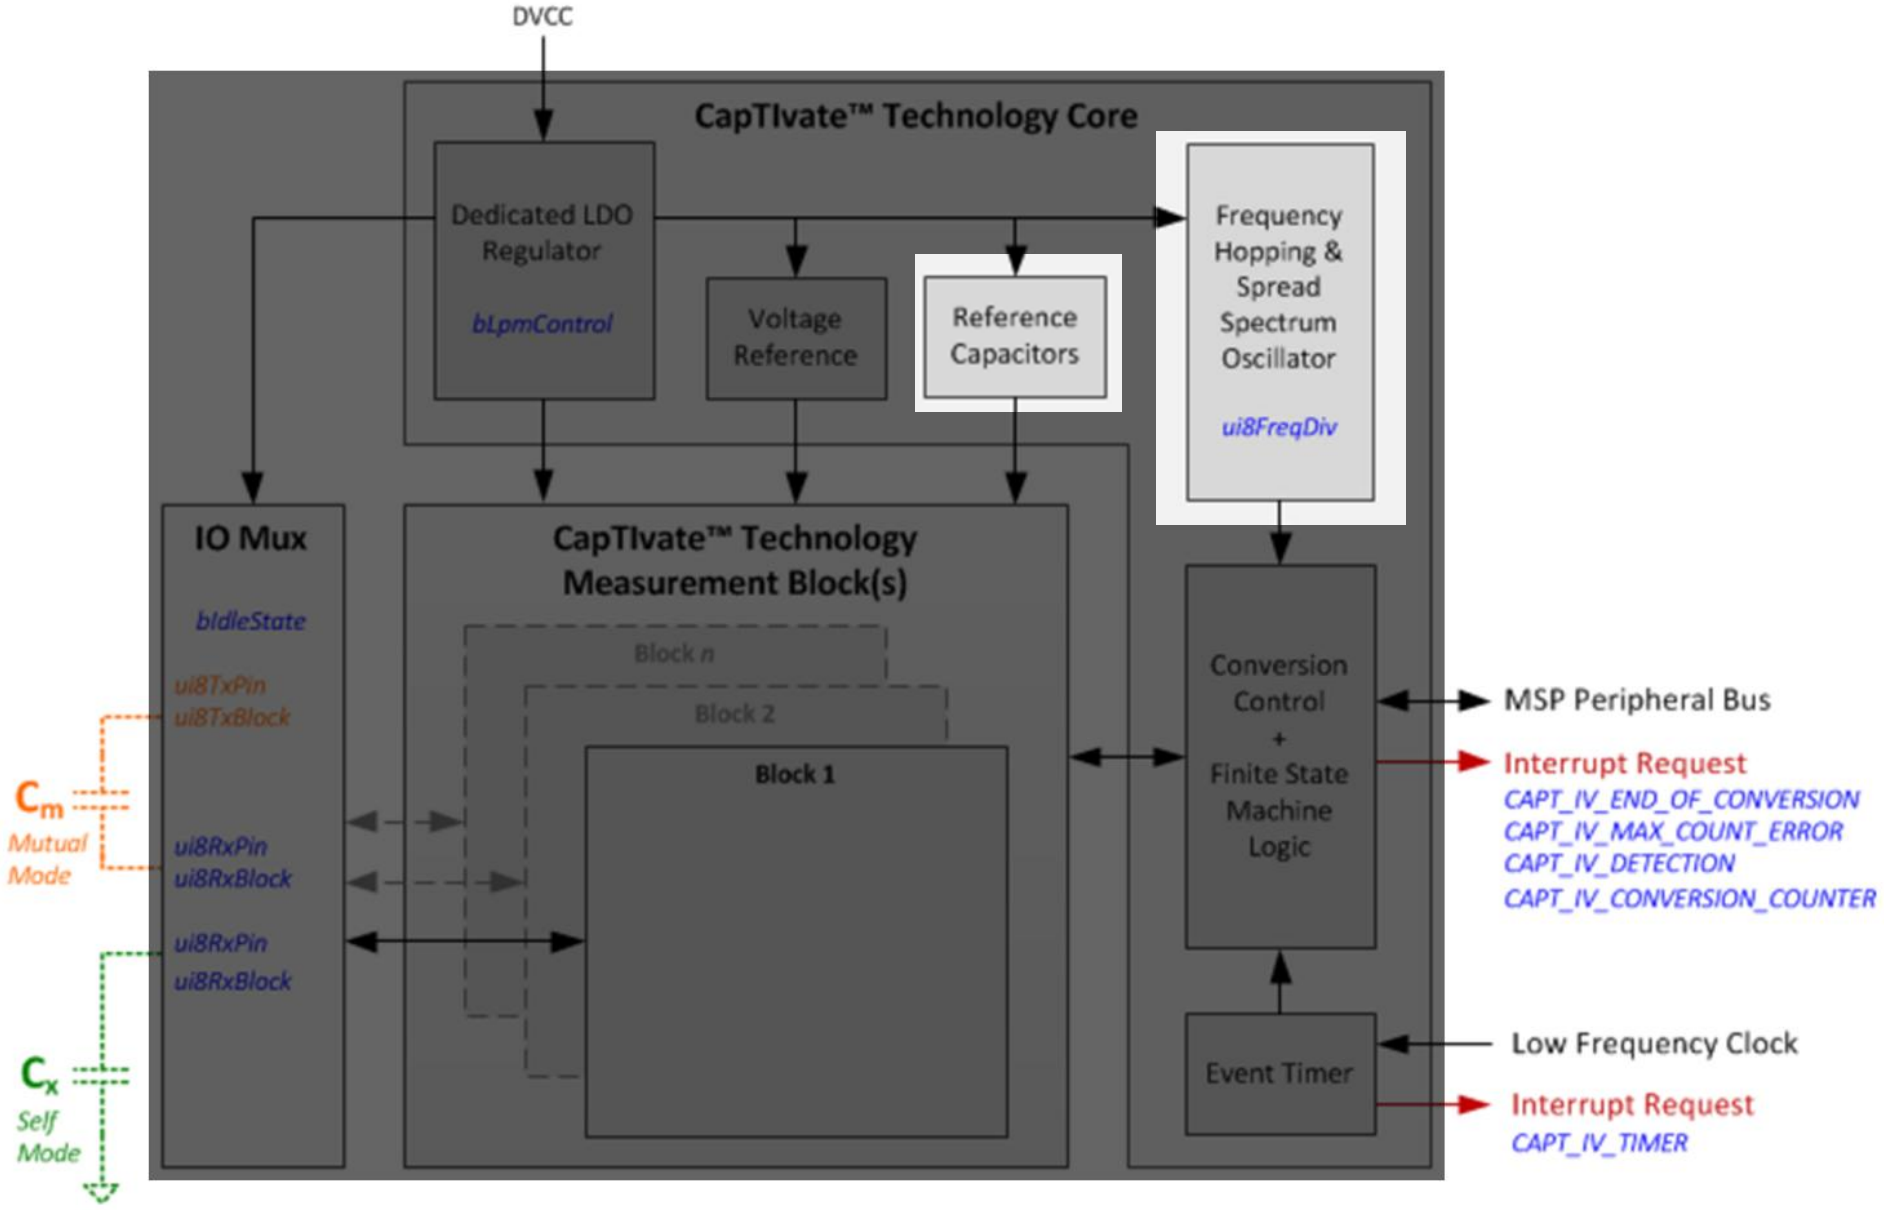 DVCC
CapTIvate™ Technology Core
Dedicated LDO
Regulator
bLpmControl
Voltage
Reference
Reference
Capacitors
Frequency
Hopping &
Spread
Spectrum
Oscillator
ui8FreqDiv
IO Mux
bIdleState
ui8TxPin
ui8TxBlock
ui8RxPin
ui8RxBlock
ui8RxPin
ui8RxBlock
Cm
Mutual
Mode
Cx
Self
Mode
CapTIvate™ Technology
Measurement Block(s)
Block n
Block 2
Block 1
Conversion
Control
+
Finite State
Machine
Logic
Event Timer
MSP Peripheral Bus
Interrupt Request
CAPT_IV_END_OF_CONVERSION
CAPT_IV_MAX_COUNT_ERROR
CAPT_IV_DETECTION
CAPT_IV_CONVERSION_COUNTER
Low Frequency Clock
Interrupt Request
CAPT_IV_TIMER